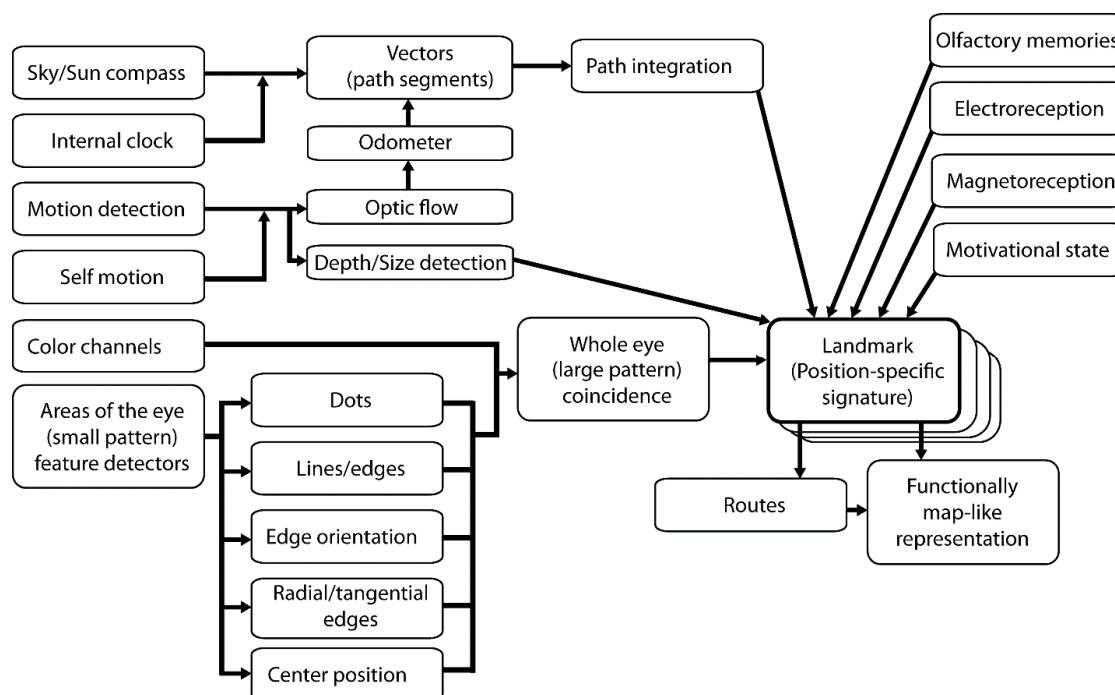 Sky/Sun compass
Internal clock
Motion detection
Self motion
Color channels
Areas of the eye
(small pattern)
feature detectors
Vectors
(path segments)
Odometer
Optic flow
Depth/Size detection
Dots
Lines/edges
Edge orientation
Radial/tangential
edges
Center position
Path integration
Whole eye
(large pattern)
coincidence
Olfactory memories
Electroreception
Magnetoreception
Motivational state
Landmark
(Position-specific
signature)
Routes
Functionally
map-like
representation